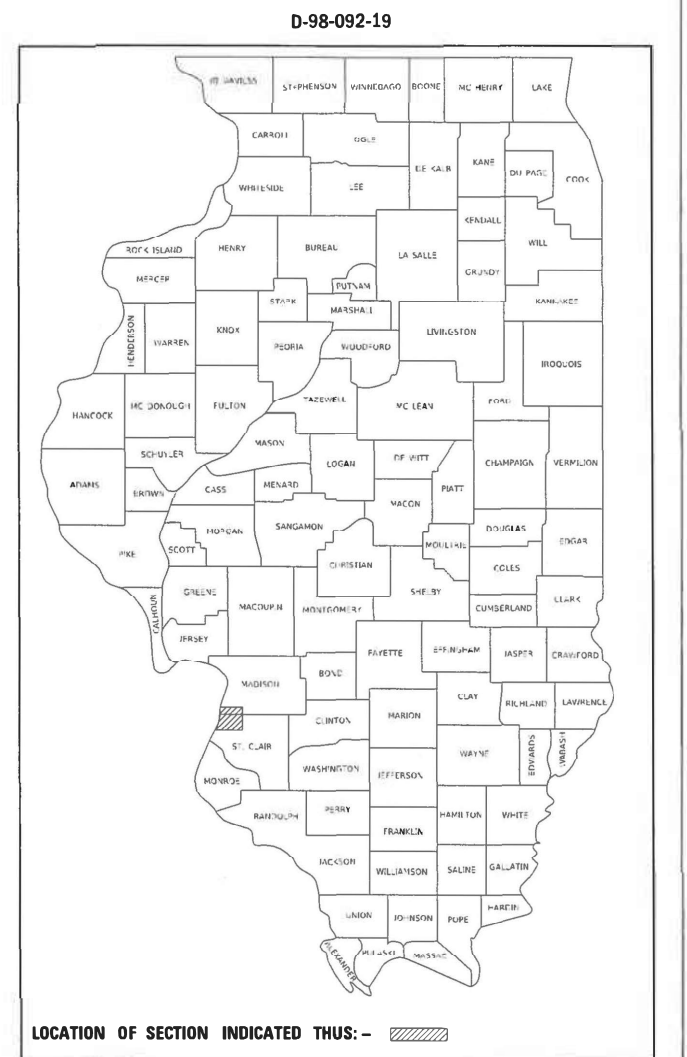 D-98-092-19
JO DAVIESS STEPHENSON WINNEBAGO BOONE MC HENRY LAKE
CARROLL OGLE
DE KALB KANE DU PAGE COOK
WHITESIDE LEE
KENDALL
ROCK ISLAND HENRY BUREAU LA SALLE WILL
MERCER PUTNAM GRUNDY
STARK MARSHALL KANKAKEE
HENDERSON WARREN KNOX PEORIA WOODFORD LIVINGSTON
IROQUOIS
HANCOCK MC DONOUGH FULTON TAZEWELL MC LEAN FORD
MASON
SCHUYLER LOGAN DE WITT CHAMPAIGN VERMILION
ADAMS BROWN CASS MENARD PIATT
MACON
MORGAN SANGAMON DOUGLAS
PIKE SCOTT CHRISTIAN MOULTRIE EDGAR
COLES
CALHOUN GREENE MACOUPIN MONTGOMERY SHELBY CUMBERLAND CLARK
JERSEY
FAYETTE EFFINGHAM JASPER CRAWFORD
MADISON BOND
CLAY RICHLAND LAWRENCE
CLINTON MARION
ST. CLAIR WAYNE EDWARDS WABASH
MONROE WASHINGTON JEFFERSON
RANDOLPH PERRY HAMILTON WHITE
FRANKLIN
JACKSON WILLIAMSON SALINE GALLATIN
UNION JOHNSON POPE HARDIN
ALEXANDER PULASKI MASSAC
LOCATION OF SECTION INDICATED THUS: –